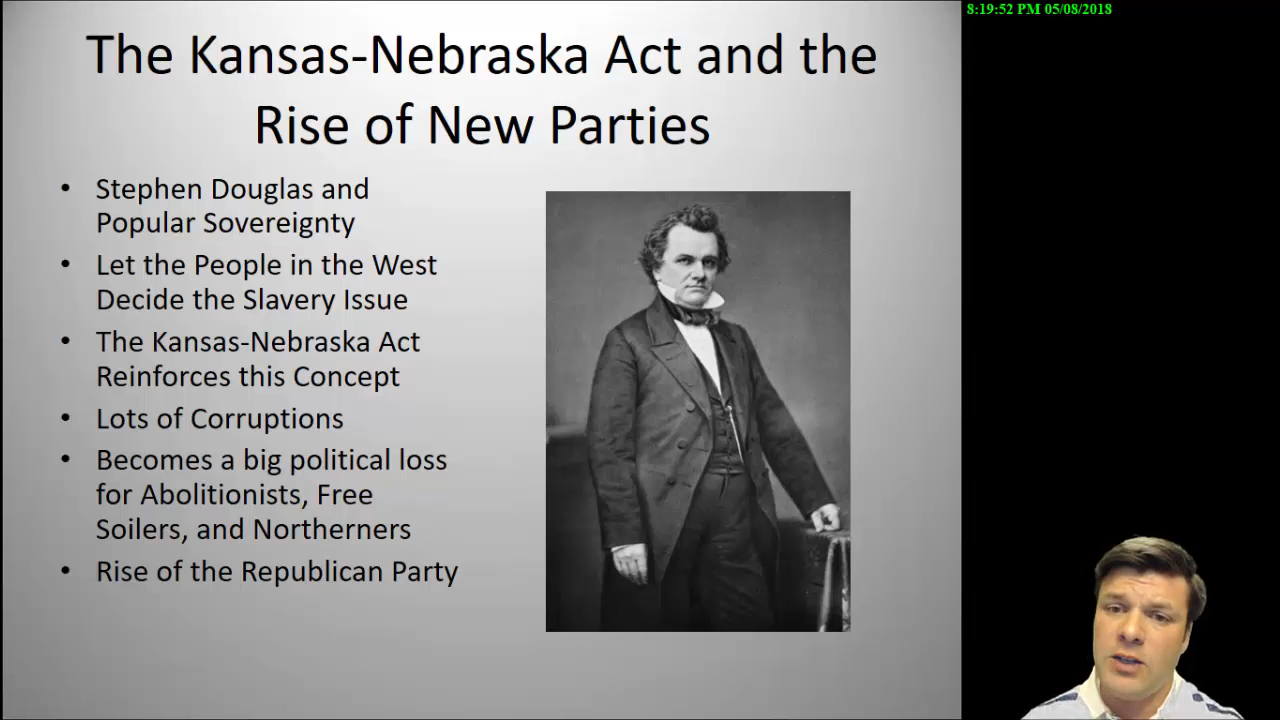 The Kansas-Nebraska Act and the
Rise of New Parties
• Stephen Douglas and
Popular Sovereignty
• Let the People in the West
Decide the Slavery Issue
• The Kansas-Nebraska Act
Reinforces this Concept
• Lots of Corruptions
• Becomes a big political loss
for Abolitionists, Free
Soilers, and Northerners
• Rise of the Republican Party
8:19:52 PM 05/08/2018